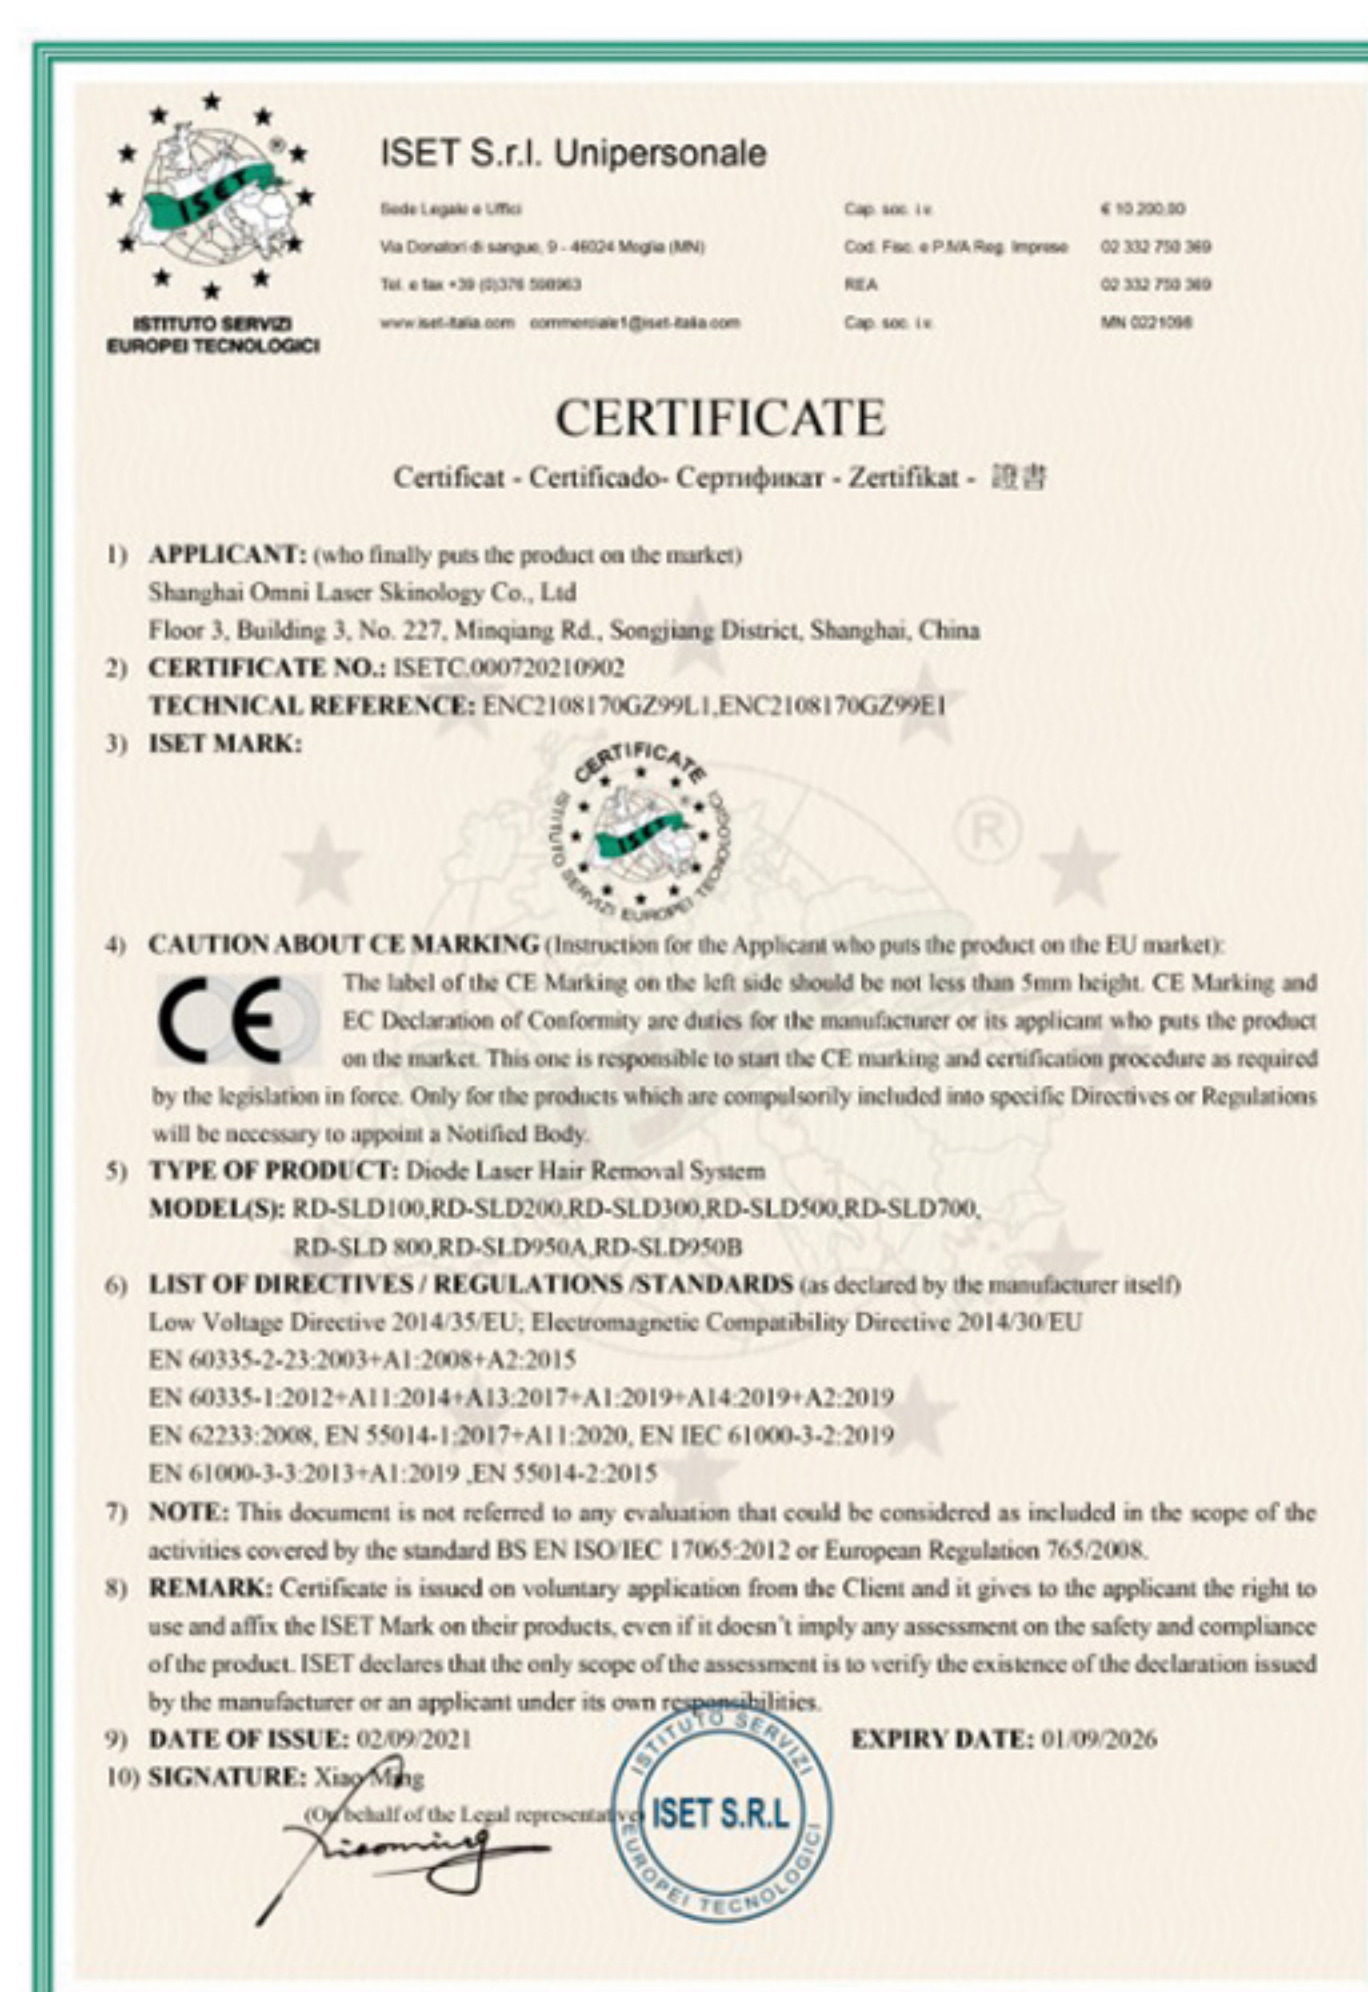 ISET
®
ISTITUTO SERVIZI
EUROPEI TECNOLOGICI
ISET S.r.l. Unipersonale
Sede Legale e Uffici
Cap. soc. i.v.
€ 10.200,00
Via Donatori di sangue, 9 - 46024 Moglia (MN)
Cod. Fisc. e P.IVA Reg. Imprese
02 332 750 369
Tel. e fax +39 (0)376 598963
REA
02 332 750 369
www.iset-italia.com commerciale1@iset-italia.com
Cap. soc. i.v.
MN 0221098
CERTIFICATE
Certificat - Certificado- Сертификат - Zertifikat - 證書
1) APPLICANT: (who finally puts the product on the market)
Shanghai Omni Laser Skinology Co., Ltd
Floor 3, Building 3, No. 227, Minqiang Rd., Songjiang District, Shanghai, China
2) CERTIFICATE NO.: ISETC.000720210902
TECHNICAL REFERENCE: ENC2108170GZ99L1,ENC2108170GZ99E1
3) ISET MARK:
CERTIFICATE
ISTITUTO SERVIZI EUROPEI TECNOLOGICI
ISET
®
4) CAUTION ABOUT CE MARKING (Instruction for the Applicant who puts the product on the EU market):
CE
The label of the CE Marking on the left side should be not less than 5mm height. CE Marking and
EC Declaration of Conformity are duties for the manufacturer or its applicant who puts the product
on the market. This one is responsible to start the CE marking and certification procedure as required
by the legislation in force. Only for the products which are compulsorily included into specific Directives or Regulations
will be necessary to appoint a Notified Body.
5) TYPE OF PRODUCT: Diode Laser Hair Removal System
MODEL(S): RD-SLD100,RD-SLD200,RD-SLD300,RD-SLD500,RD-SLD700,
RD-SLD 800,RD-SLD950A,RD-SLD950B
6) LIST OF DIRECTIVES / REGULATIONS /STANDARDS (as declared by the manufacturer itself)
Low Voltage Directive 2014/35/EU; Electromagnetic Compatibility Directive 2014/30/EU
EN 60335-2-23:2003+A1:2008+A2:2015
EN 60335-1:2012+A11:2014+A13:2017+A1:2019+A14:2019+A2:2019
EN 62233:2008, EN 55014-1:2017+A11:2020, EN IEC 61000-3-2:2019
EN 61000-3-3:2013+A1:2019 ,EN 55014-2:2015
7) NOTE: This document is not referred to any evaluation that could be considered as included in the scope of the
activities covered by the standard BS EN ISO/IEC 17065:2012 or European Regulation 765/2008.
8) REMARK: Certificate is issued on voluntary application from the Client and it gives to the applicant the right to
use and affix the ISET Mark on their products, even if it doesn't imply any assessment on the safety and compliance
of the product. ISET declares that the only scope of the assessment is to verify the existence of the declaration issued
by the manufacturer or an applicant under its own responsibilities.
9) DATE OF ISSUE: 02/09/2021
EXPIRY DATE: 01/09/2026
10) SIGNATURE: Xiao Ming
(On behalf of the Legal representative)
Xiaoming
ISTITUTO SERVIZI
ISET S.R.L
EUROPEI TECNOLOGICI